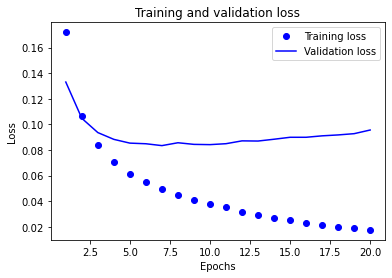 Training and validation loss
Training loss
Validation loss
0.16
0.14
0.12
0.10
0.08
0.06
0.04
0.02
Loss
2.5 5.0 7.5 10.0 12.5 15.0 17.5 20.0
Epochs